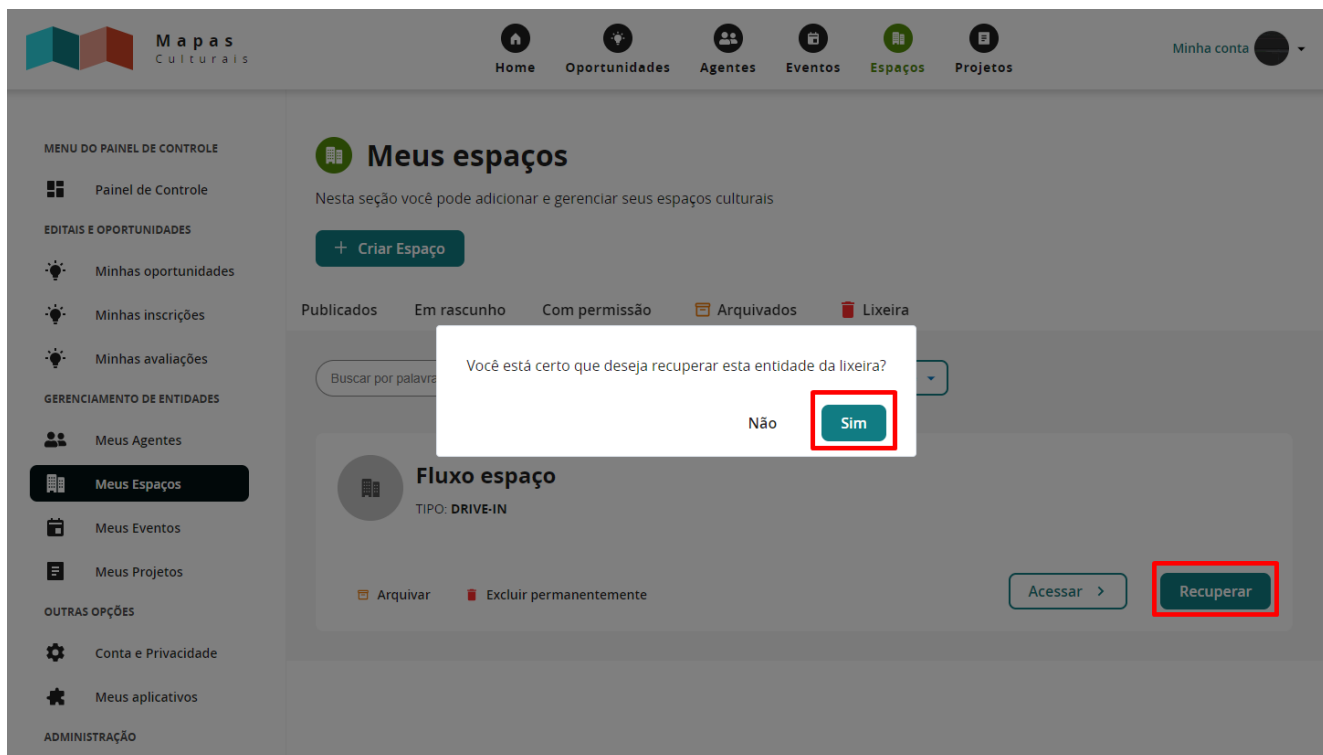 Mapas
Culturais
Home
Oportunidades
Agentes
Eventos
Espaços
Projetos
Minha conta
MENU DO PAINEL DE CONTROLE
Painel de Controle
EDITAIS E OPORTUNIDADES
Minhas oportunidades
Minhas inscrições
Minhas avaliações
GERENCIAMENTO DE ENTIDADES
Meus Agentes
Meus Espaços
Meus Eventos
Meus Projetos
OUTRAS OPÇÕES
Conta e Privacidade
Meus aplicativos
ADMINISTRAÇÃO
Meus espaços
Nesta seção você pode adicionar e gerenciar seus espaços culturais
+ Criar Espaço
Publicados
Em rascunho
Com permissão
Arquivados
Lixeira
Buscar por palavra
Você está certo que deseja recuperar esta entidade da lixeira?
Não
Sim
Fluxo espaço
TIPO: DRIVE-IN
Arquivar
Excluir permanentemente
Acessar >
Recuperar